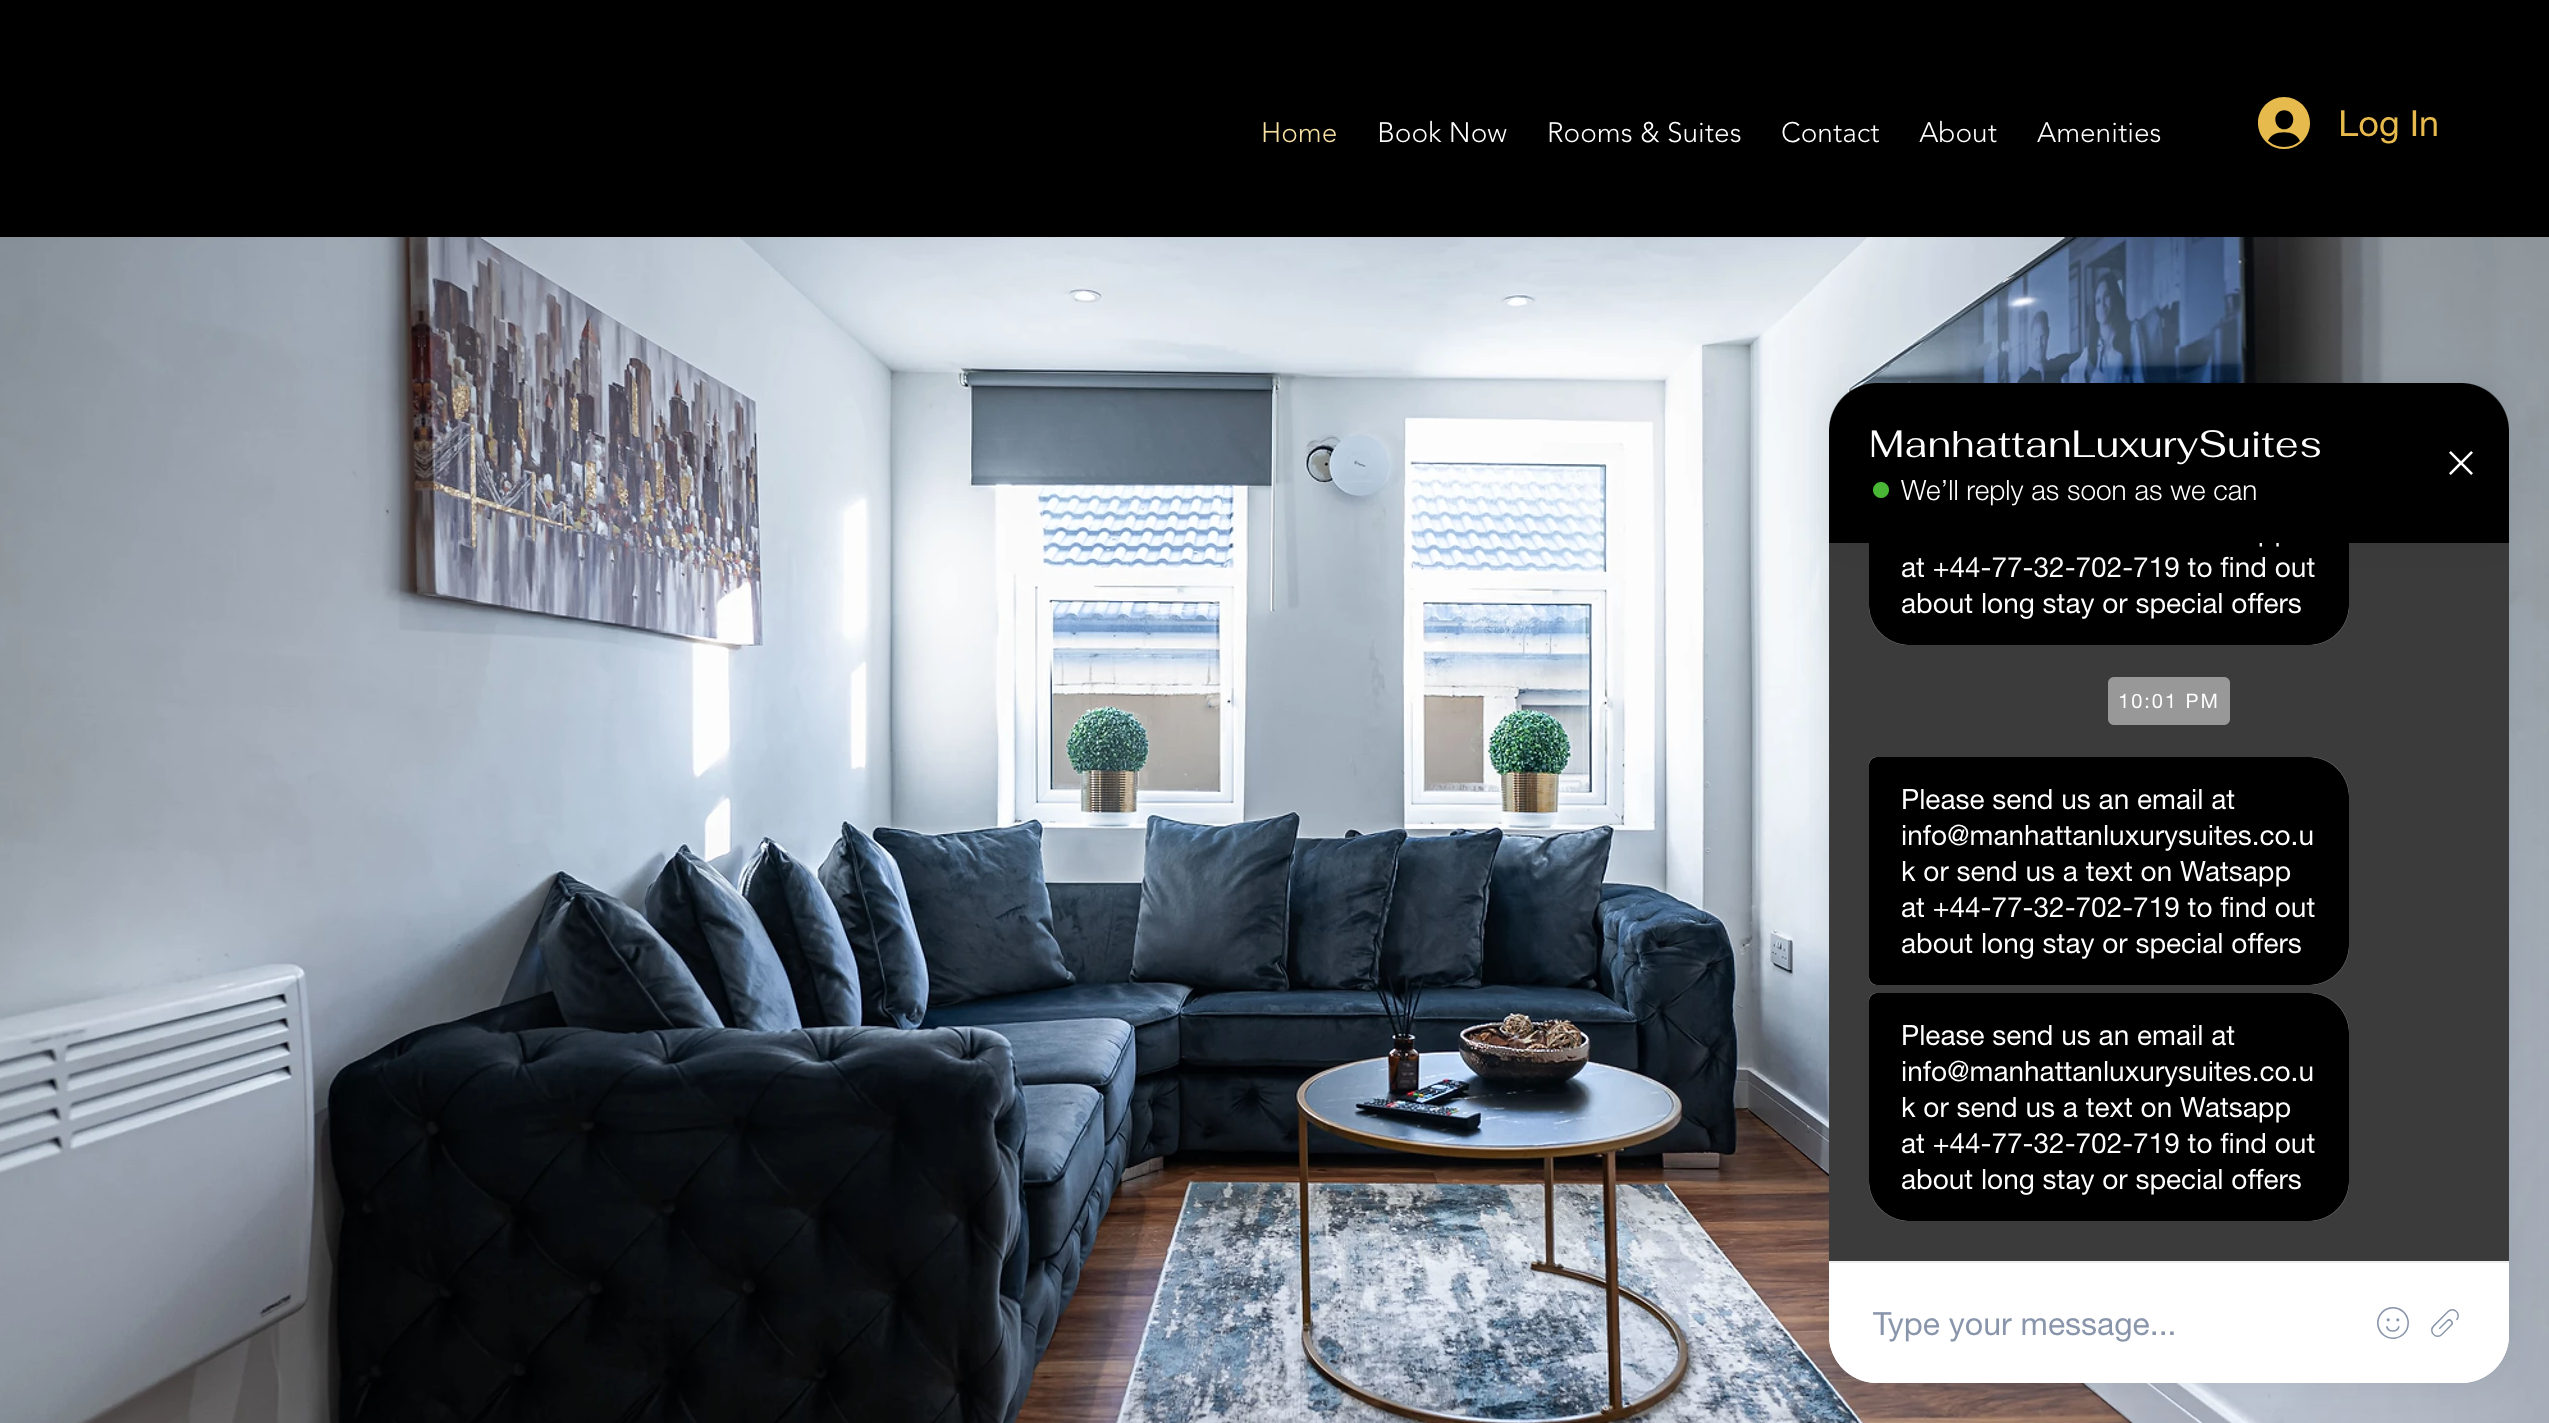 Home Book Now Rooms & Suites Contact About Amenities Log In
ManhattanLuxurySuites
We'll reply as soon as we can
at +44-77-32-702-719 to find out
about long stay or special offers
10:01 PM
Please send us an email at
info@manhattanluxurysuites.co.u
k or send us a text on Watsapp
at +44-77-32-702-719 to find out
about long stay or special offers
Please send us an email at
info@manhattanluxurysuites.co.u
k or send us a text on Watsapp
at +44-77-32-702-719 to find out
about long stay or special offers
Type your message...